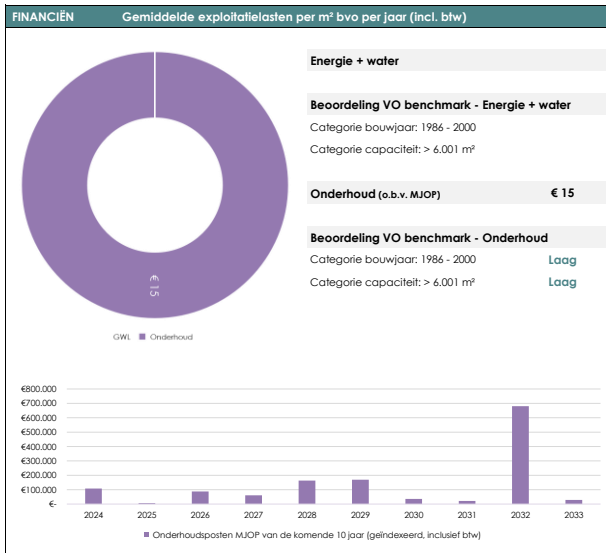 FINANCIËN Gemiddelde exploitatielasten per m² bvo per jaar (incl. btw)
Energie + water
Beoordeling VO benchmark - Energie + water
Categorie bouwjaar: 1986 - 2000
Categorie capaciteit: > 6.001 m²
Onderhoud (o.b.v. MJOP) € 15
Beoordeling VO benchmark - Onderhoud
Categorie bouwjaar: 1986 - 2000 Laag
Categorie capaciteit: > 6.001 m² Laag
€ 15
GWL Onderhoud
€800.000
€700.000
€600.000
€500.000
€400.000
€300.000
€200.000
€100.000
€-
2024 2025 2026 2027 2028 2029 2030 2031 2032 2033
Onderhoudsposten MJOP van de komende 10 jaar (geïndexeerd, inclusief btw)